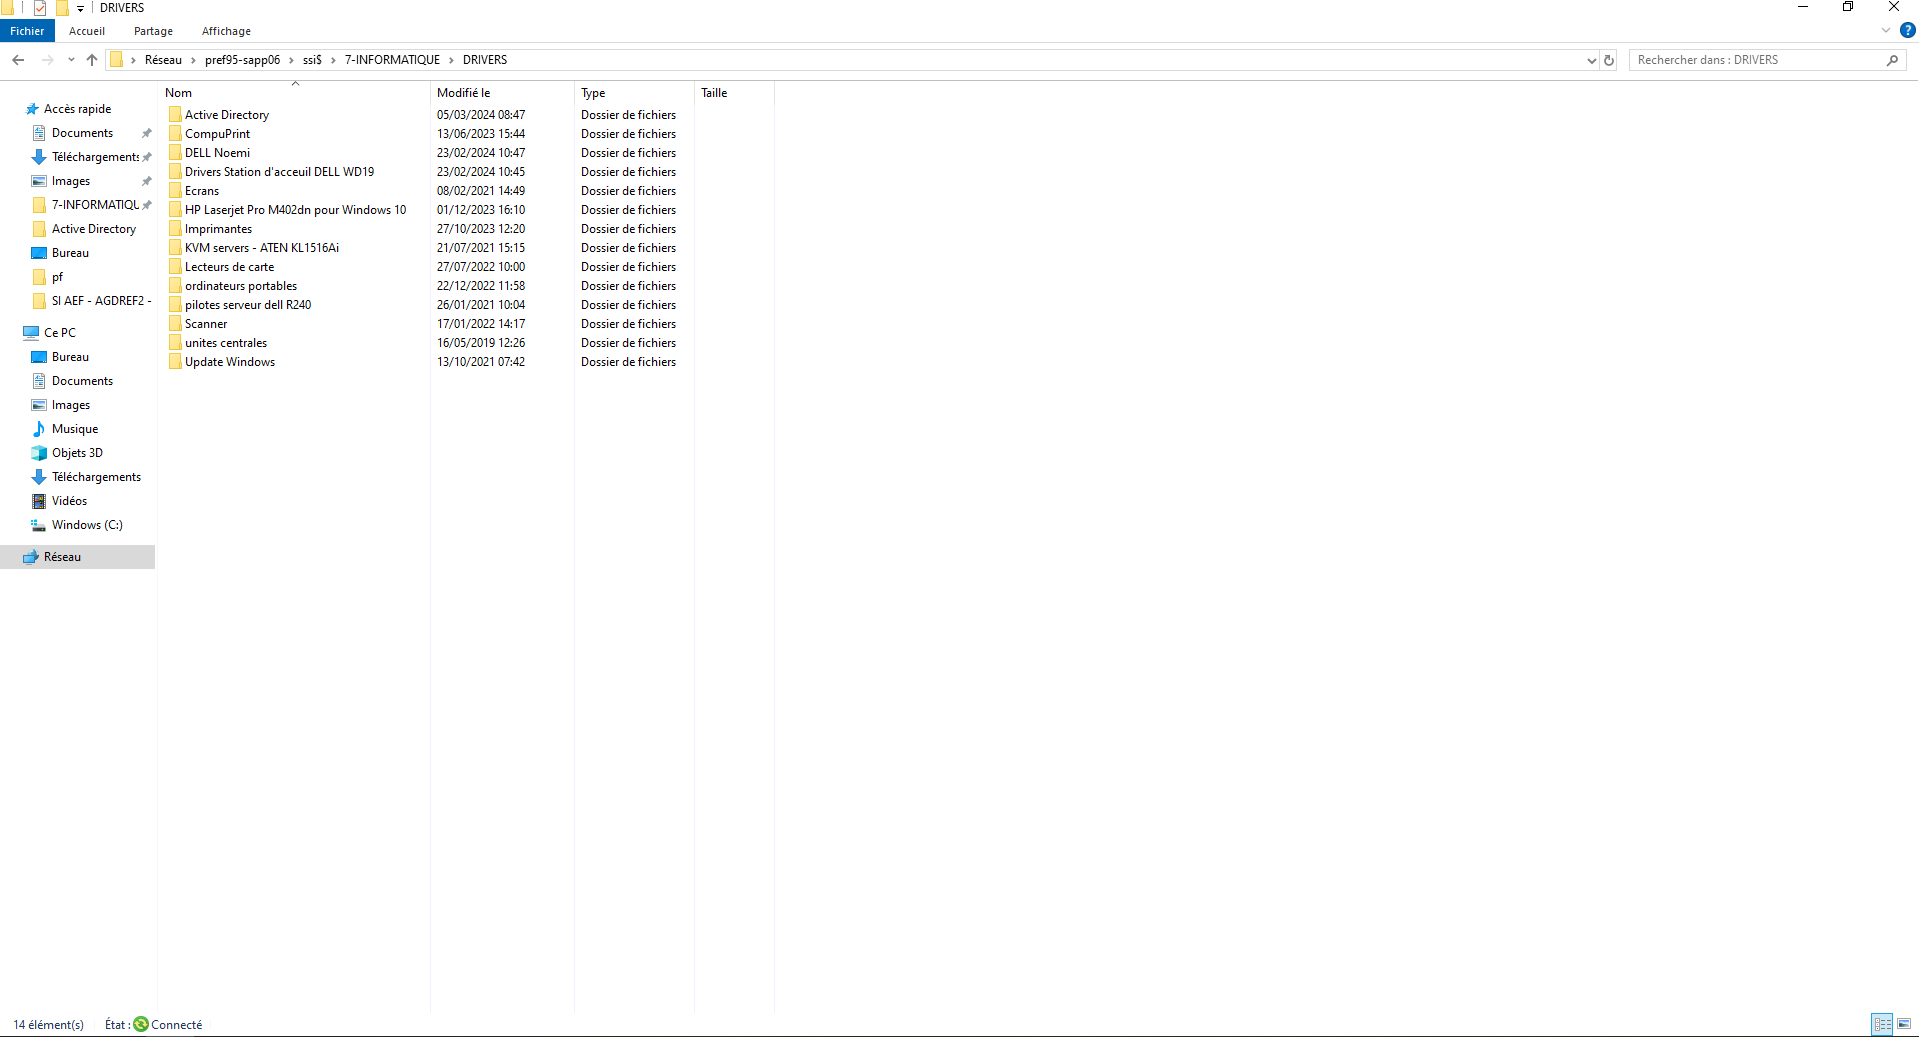 DRIVERS
Fichier Accueil Partage Affichage
Réseau pref95-sapp06 ssi$ 7-INFORMATIQUE DRIVERS
Rechercher dans : DRIVERS
Accès rapide
Documents
Téléchargements
Images
7-INFORMATIQU
Active Directory
Bureau
pf
SI AEF - AGDREF2 -
Ce PC
Bureau
Documents
Images
Musique
Objets 3D
Téléchargements
Vidéos
Windows (C:)
Réseau
Nom Modifié le Type Taille
Active Directory 05/03/2024 08:47 Dossier de fichiers
CompuPrint 13/06/2023 15:44 Dossier de fichiers
DELL Noemi 23/02/2024 10:47 Dossier de fichiers
Drivers Station d'acceuil DELL WD19 23/02/2024 10:45 Dossier de fichiers
Ecrans 08/02/2021 14:49 Dossier de fichiers
HP Laserjet Pro M402dn pour Windows 10 01/12/2023 16:10 Dossier de fichiers
Imprimantes 27/10/2023 12:20 Dossier de fichiers
KVM servers - ATEN KL1516Ai 21/07/2021 15:15 Dossier de fichiers
Lecteurs de carte 27/07/2022 10:00 Dossier de fichiers
ordinateurs portables 22/12/2022 11:58 Dossier de fichiers
pilotes serveur dell R240 26/01/2021 10:04 Dossier de fichiers
Scanner 17/01/2022 14:17 Dossier de fichiers
unites centrales 16/05/2019 12:26 Dossier de fichiers
Update Windows 13/10/2021 07:42 Dossier de fichiers
14 élément(s) État : Connecté